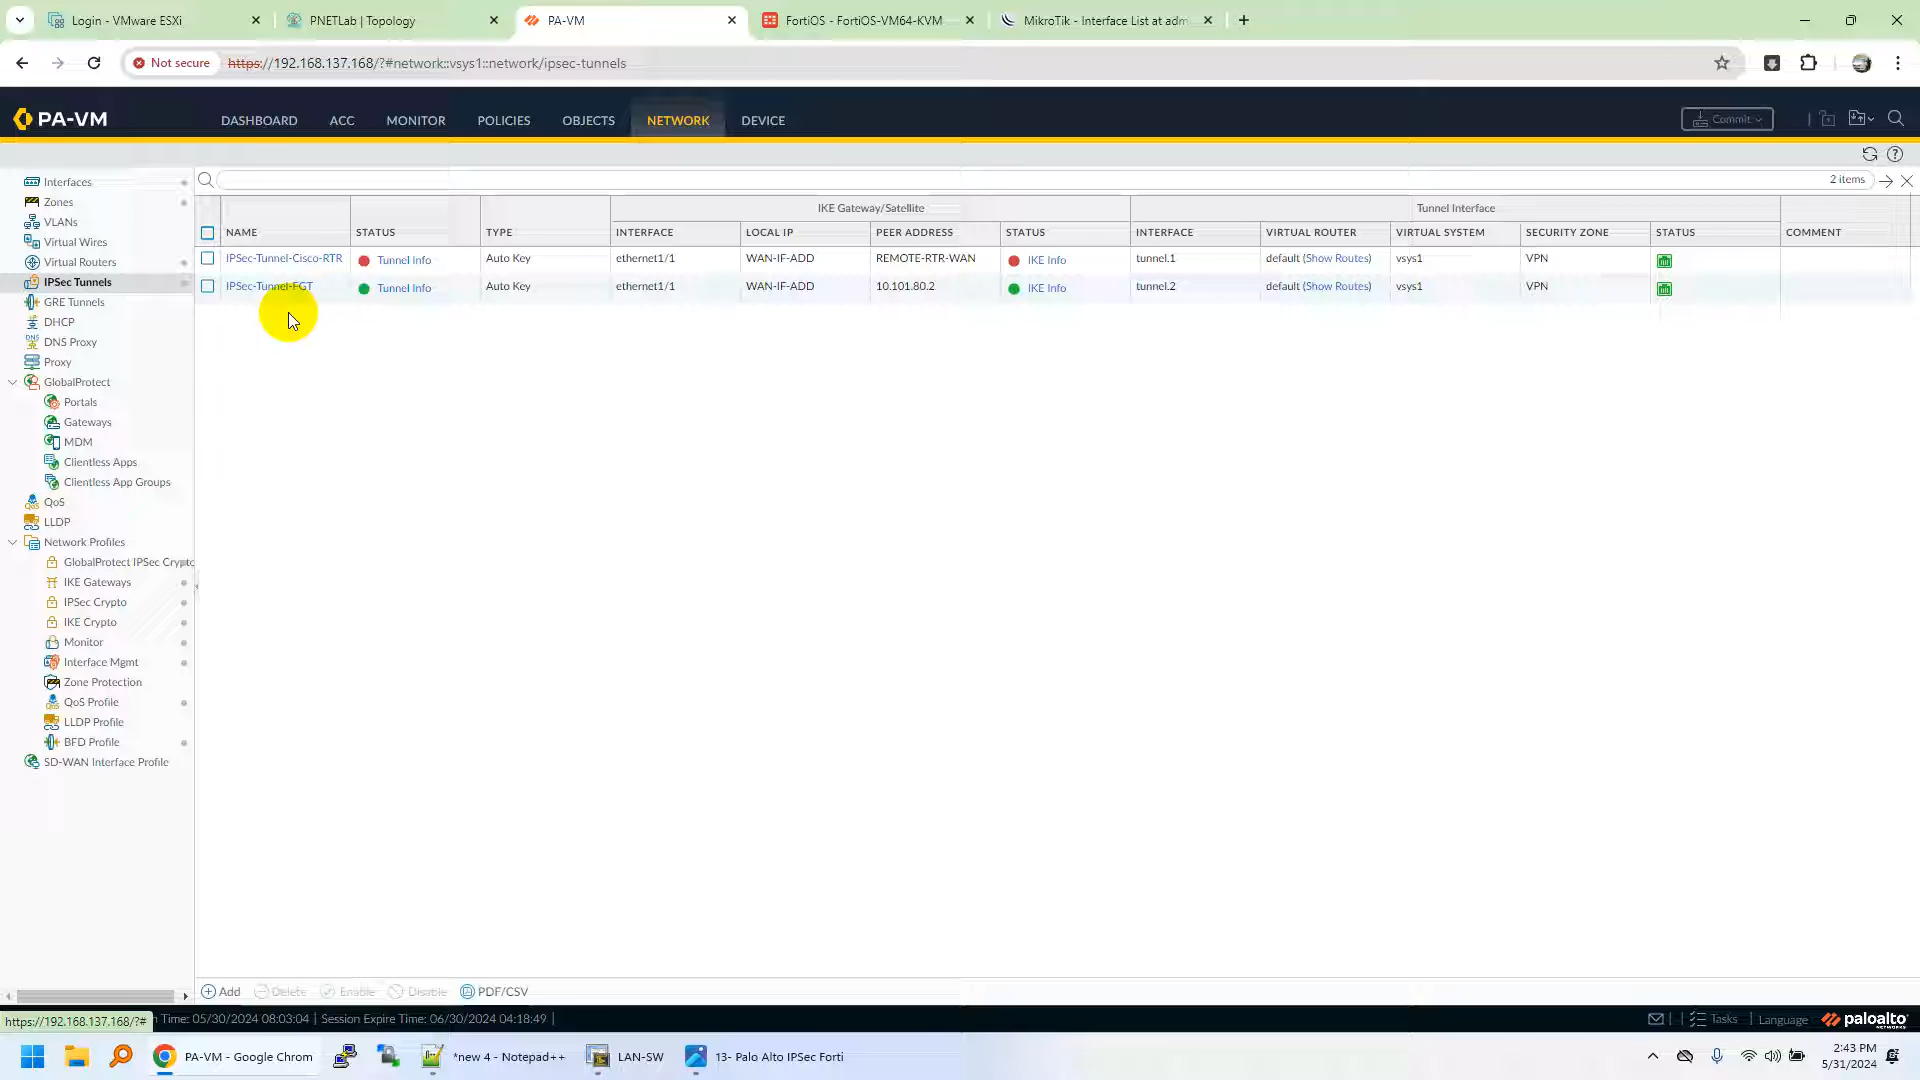 Login - VMware ESXi
PNETLab | Topology
PA-VM
FortiOS - FortiOS-VM64-KVM
MikroTik - Interface List at adm
Not secure
https://192.168.137.168/?#network::vsys1::network/ipsec-tunnels
PA-VM
DASHBOARD
ACC
MONITOR
POLICIES
OBJECTS
NETWORK
DEVICE
Commit
2 items
Interfaces
Zones
VLANs
Virtual Wires
Virtual Routers
IPSec Tunnels
GRE Tunnels
DHCP
DNS Proxy
Proxy
GlobalProtect
Portals
Gateways
MDM
Clientless Apps
Clientless App Groups
QoS
LLDP
Network Profiles
GlobalProtect IPSec Crypto
IKE Gateways
IPSec Crypto
IKE Crypto
Monitor
Interface Mgmt
Zone Protection
QoS Profile
LLDP Profile
BFD Profile
SD-WAN Interface Profile
IKE Gateway/Satellite
Tunnel Interface
NAME STATUS TYPE INTERFACE LOCAL IP PEER ADDRESS STATUS INTERFACE VIRTUAL ROUTER VIRTUAL SYSTEM SECURITY ZONE STATUS COMMENT
IPSec-Tunnel-Cisco-RTR Tunnel Info Auto Key ethernet1/1 WAN-IF-ADD REMOTE-RTR-WAN IKE Info tunnel.1 default (Show Routes) vsys1 VPN
IPSec-Tunnel-FGT Tunnel Info Auto Key ethernet1/1 WAN-IF-ADD 10.101.80.2 IKE Info tunnel.2 default (Show Routes) vsys1 VPN
Add
Delete
Enable
Disable
PDF/CSV
https://192.168.137.168/?#
Time: 05/30/2024 08:03:04 | Session Expire Time: 06/30/2024 04:18:49 |
Tasks
Language
paloalto
NETWORKS
PA-VM - Google Chrom
*new 4 - Notepad++
LAN-SW
13- Palo Alto IPSec Forti
2:43 PM
5/31/2024